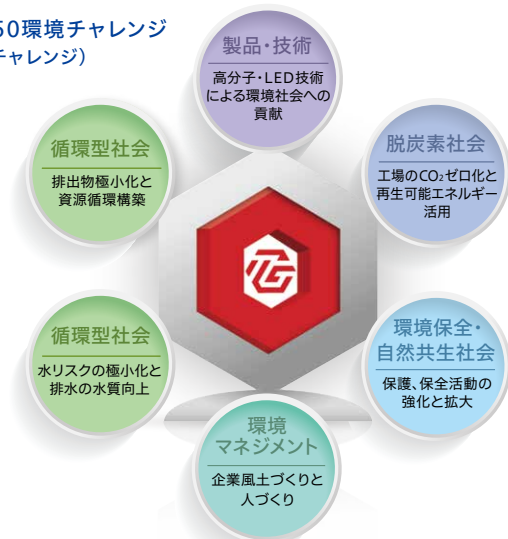 50環境チャレンジ
チャレンジ)
製品・技術
高分子・LED技術
による環境社会への
貢献
脱炭素社会
工場のCO₂ゼロ化と
再生可能エネルギー
活用
環境保全・
自然共生社会
保護、保全活動の
強化と拡大
環境
マネジメント
企業風土づくりと
人づくり
循環型社会
水リスクの極小化と
排水の水質向上
循環型社会
排出物極小化と
資源循環構築